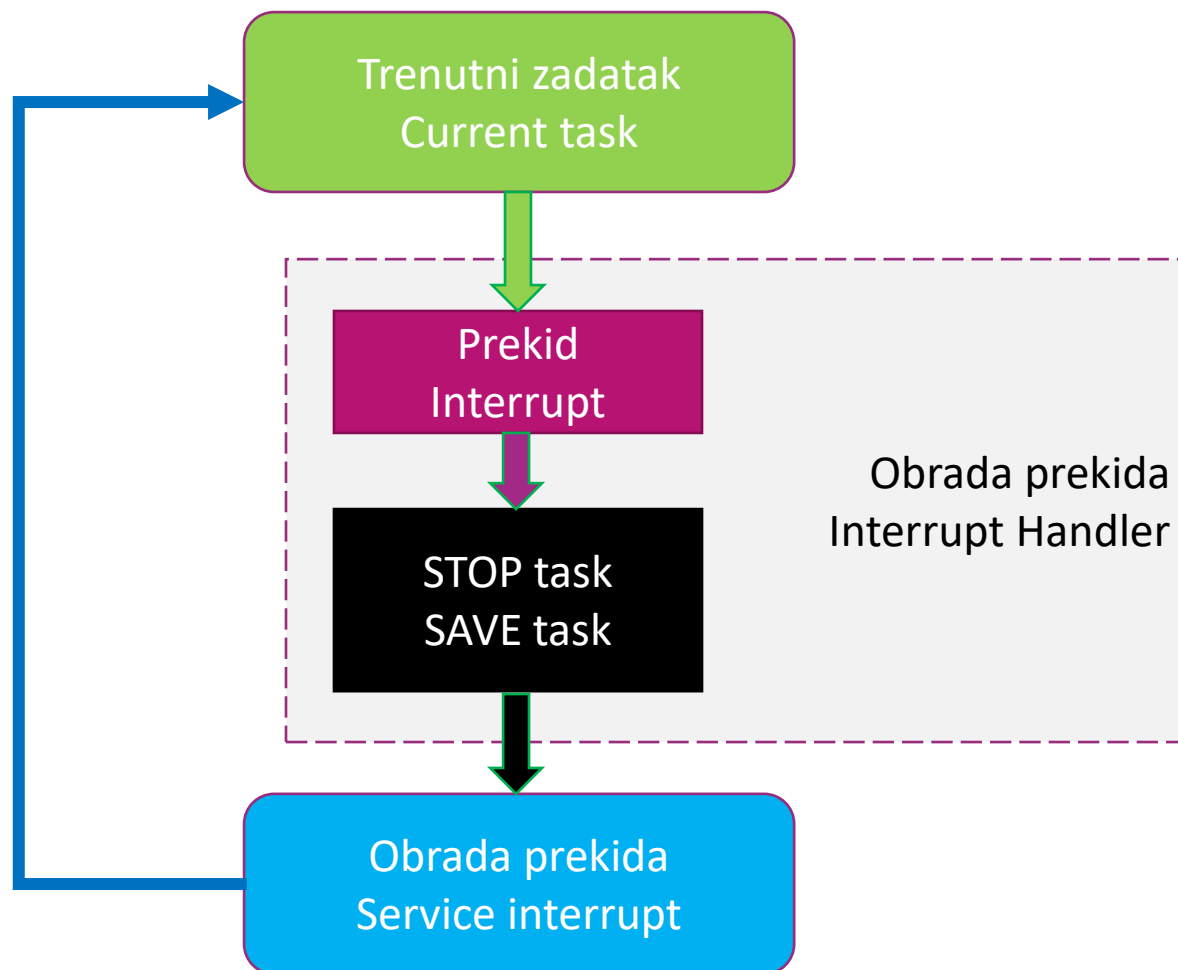 Trenutni zadatak
Current task
Prekid
Interrupt
Obrada prekida
Interrupt Handler
STOP task
SAVE task
Obrada prekida
Service interrupt